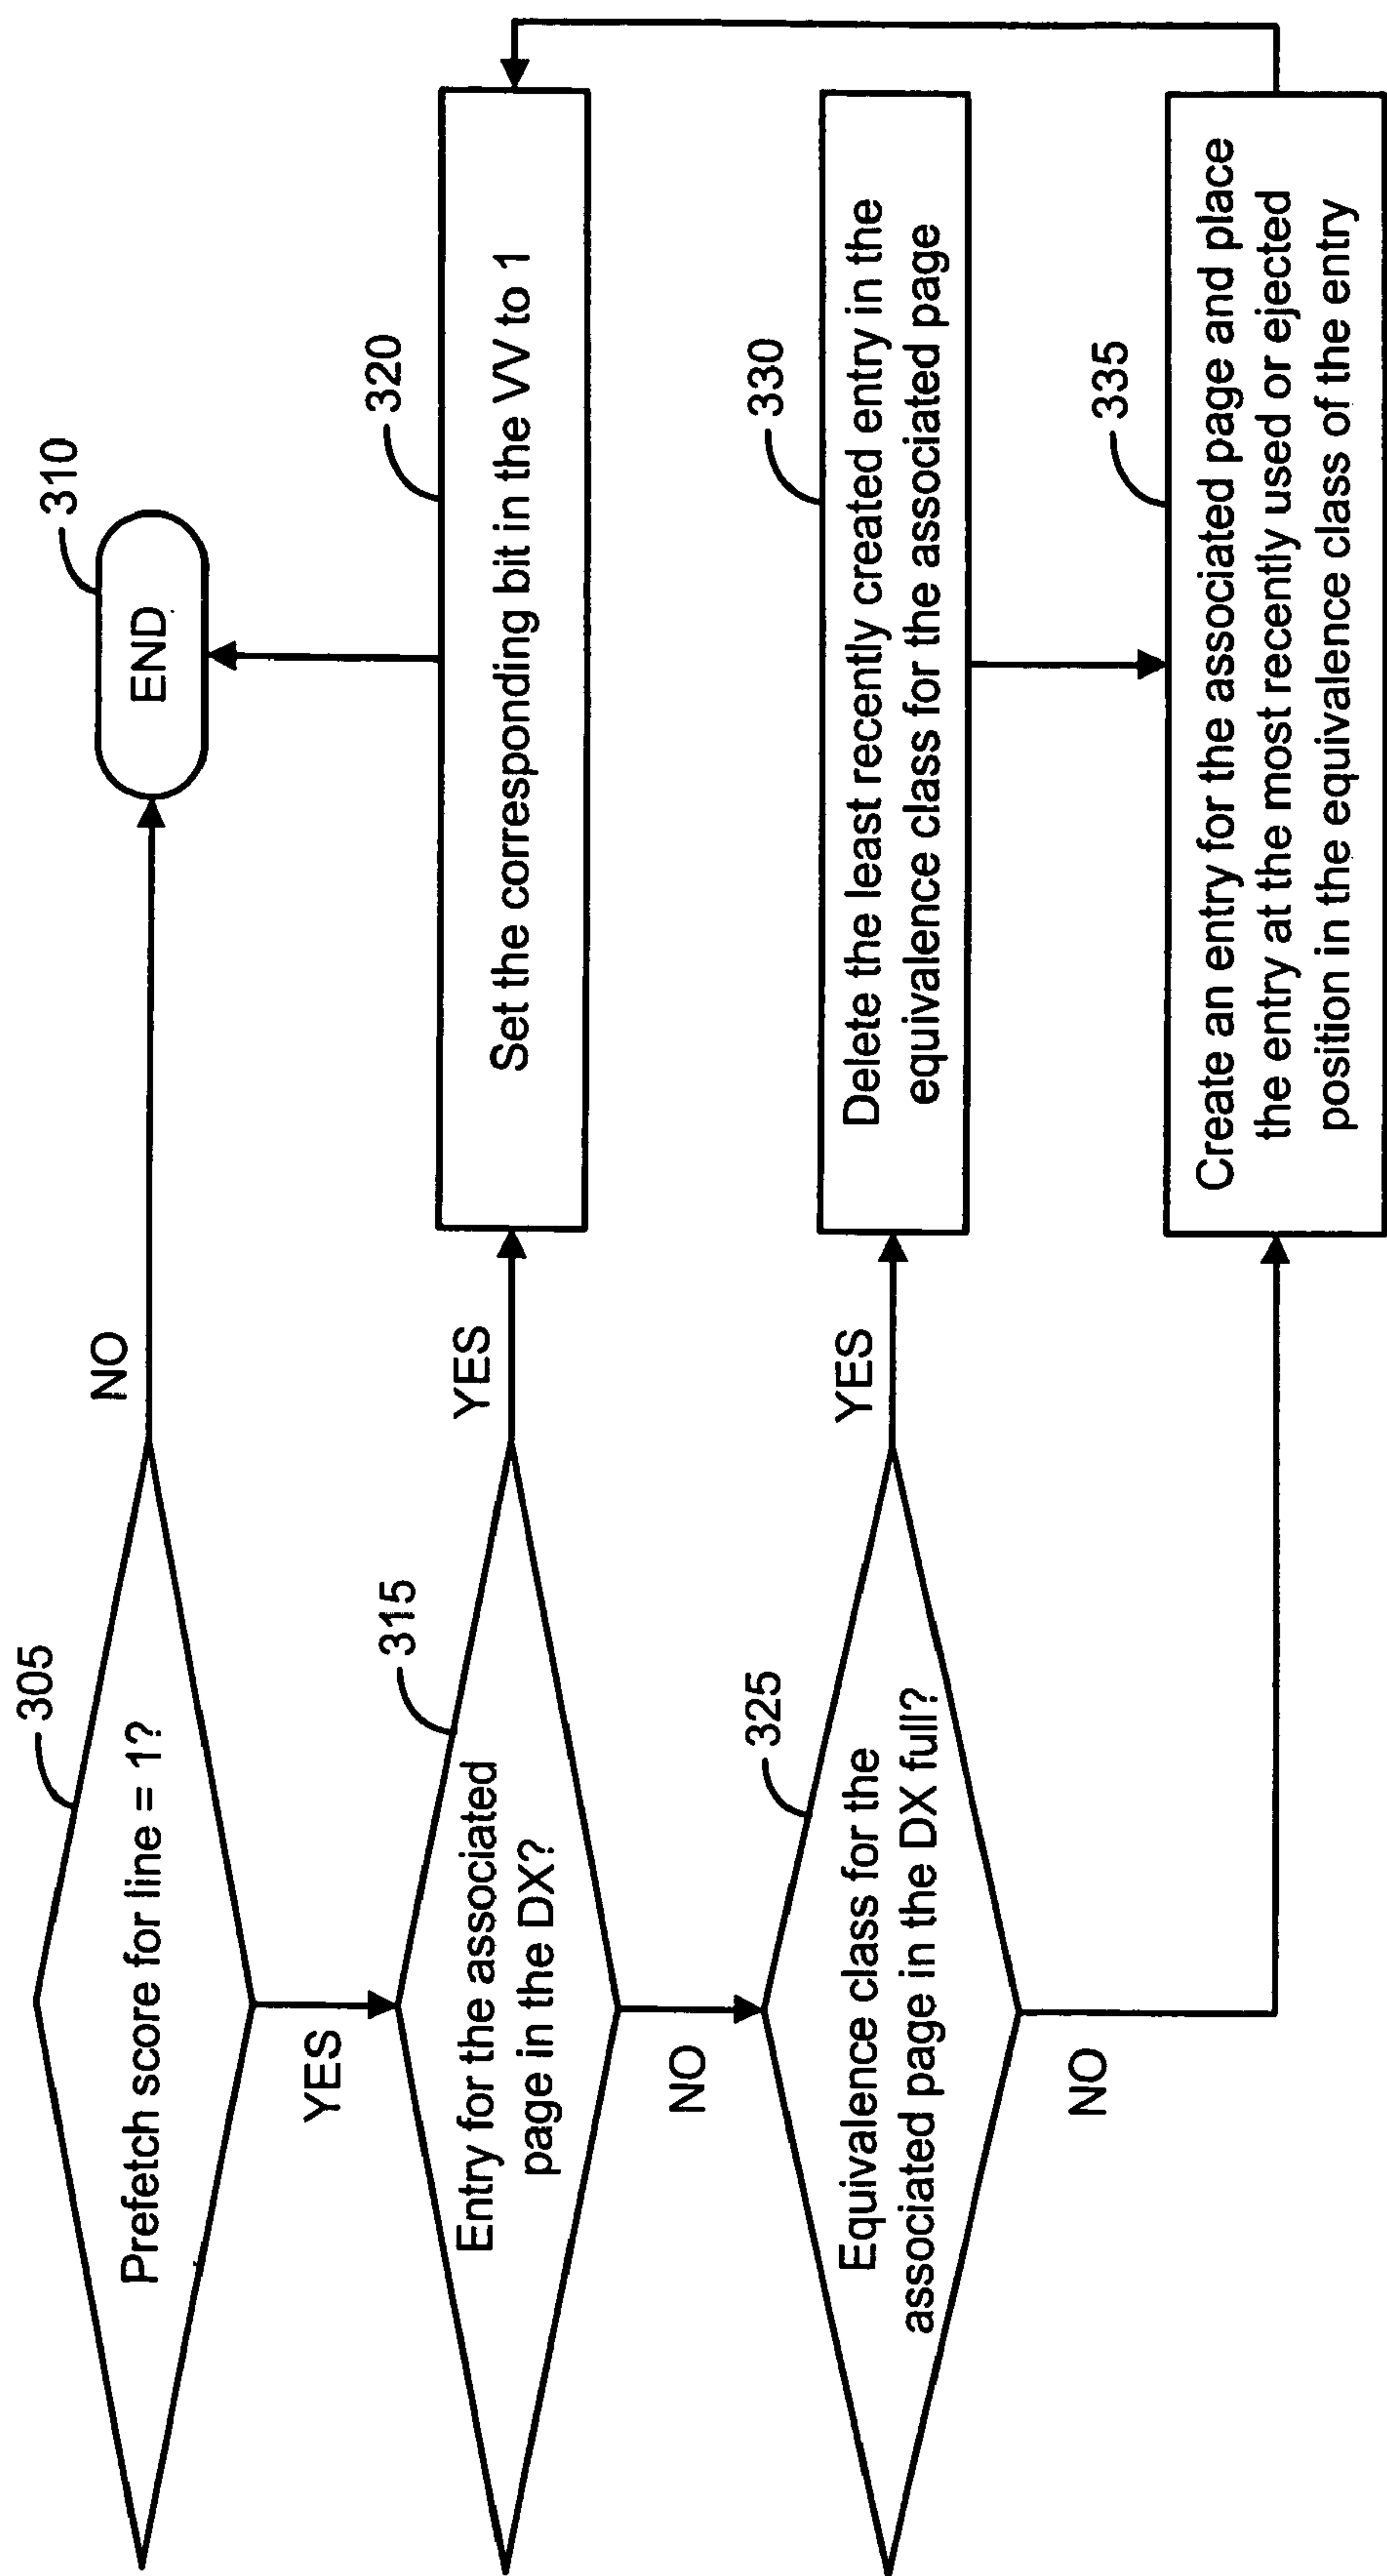 305
Prefetch score for line = 1?
NO
310
END
YES
315
Entry for the associated
page in the DX?
YES
320
Set the corresponding bit in the VV to 1
NO
325
Equivalence class for the
associated page in the DX full?
YES
330
Delete the least recently created entry in the
equivalence class for the associated page
NO
335
Create an entry for the associated page and place
the entry at the most recently used or ejected
position in the equivalence class of the entry